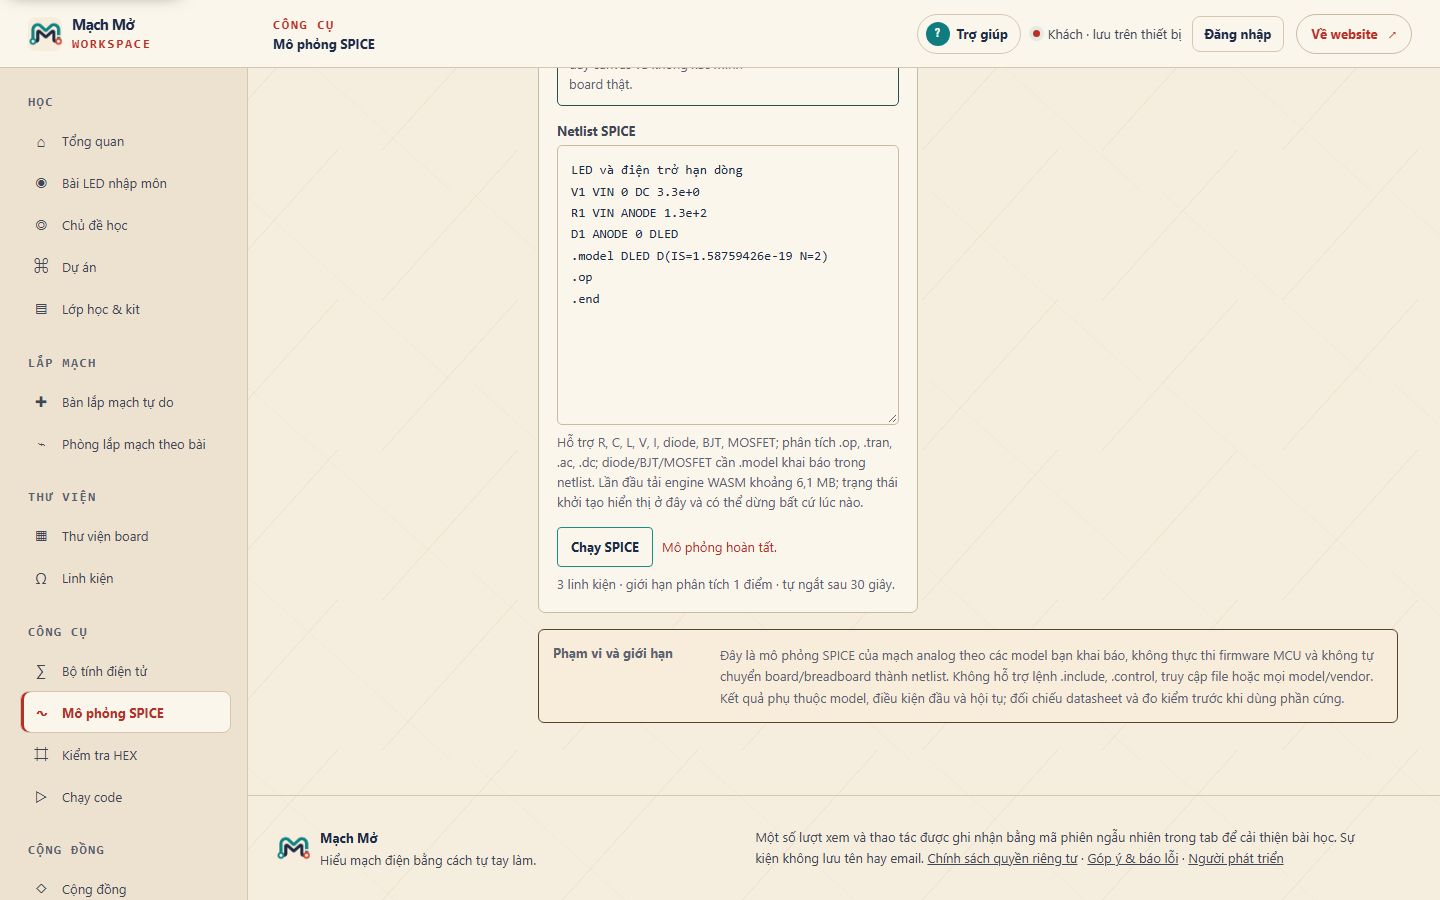 Mạch Mở
WORKSPACE
CÔNG CỤ
Mô phỏng SPICE
? Trợ giúp
Khách · lưu trên thiết bị
Đăng nhập
Về website ↗
HỌC
Tổng quan
Bài LED nhập môn
Chủ đề học
Dự án
Lớp học & kit
LẮP MẠCH
Bàn lắp mạch tự do
Phòng lắp mạch theo bài
THƯ VIỆN
Thư viện board
Linh kiện
CÔNG CỤ
Bộ tính điện tử
Mô phỏng SPICE
Kiểm tra HEX
Chạy code
CỘNG ĐỒNG
Cộng đồng
board thật.
Netlist SPICE
LED và điện trở hạn dòng
V1 VIN 0 DC 3.3e+0
R1 VIN ANODE 1.3e+2
D1 ANODE 0 DLED
.model DLED D(IS=1.58759426e-19 N=2)
.op
.end
Hỗ trợ R, C, L, V, I, diode, BJT, MOSFET; phân tích .op, .tran,
.ac, .dc; diode/BJT/MOSFET cần .model khai báo trong
netlist. Lần đầu tải engine WASM khoảng 6,1 MB; trạng thái
khởi tạo hiển thị ở đây và có thể dừng bất cứ lúc nào.
Chạy SPICE
Mô phỏng hoàn tất.
3 linh kiện · giới hạn phân tích 1 điểm · tự ngắt sau 30 giây.
Phạm vi và giới hạn
Đây là mô phỏng SPICE của mạch analog theo các model bạn khai báo, không thực thi firmware MCU và không tự
chuyển board/breadboard thành netlist. Không hỗ trợ lệnh .include, .control, truy cập file hoặc mọi model/vendor.
Kết quả phụ thuộc model, điều kiện đầu và hội tụ; đối chiếu datasheet và đo kiểm trước khi dùng phần cứng.
Mạch Mở
Hiểu mạch điện bằng cách tự tay làm.
Một số lượt xem và thao tác được ghi nhận bằng mã phiên ngẫu nhiên trong tab để cải thiện bài học. Sự
kiện không lưu tên hay email. Chính sách quyền riêng tư · Góp ý & báo lỗi · Người phát triển